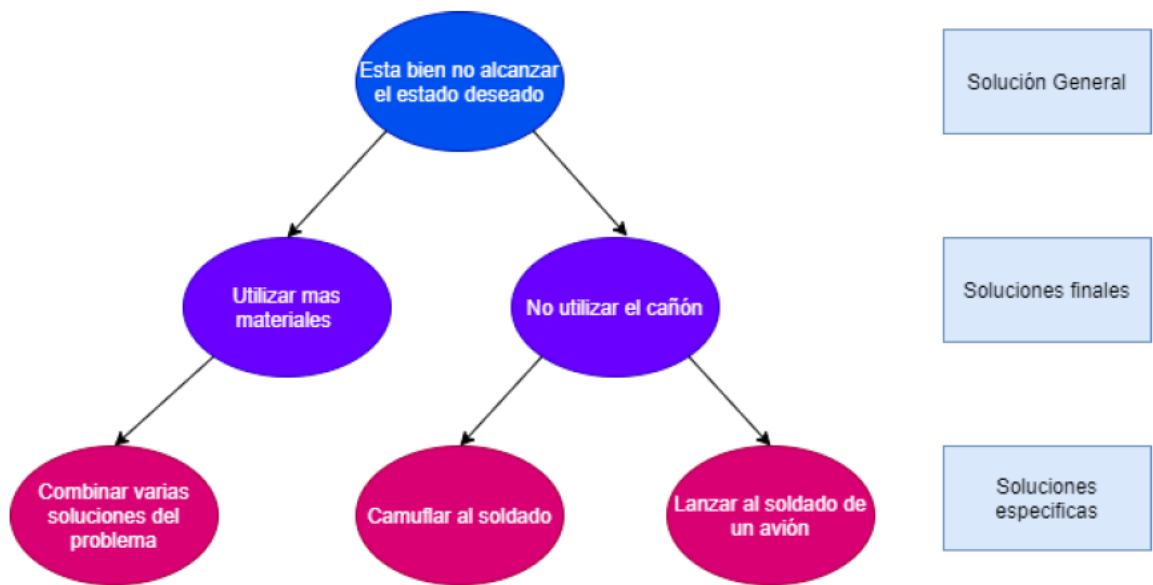 Esta bien no alcanzar
el estado deseado
Solución General
Utilizar mas
materiales
No utilizar el cañón
Soluciones finales
Combinar varias
soluciones del
problema
Camuflar al soldado
Lanzar al soldado de
un avión
Soluciones
especificas